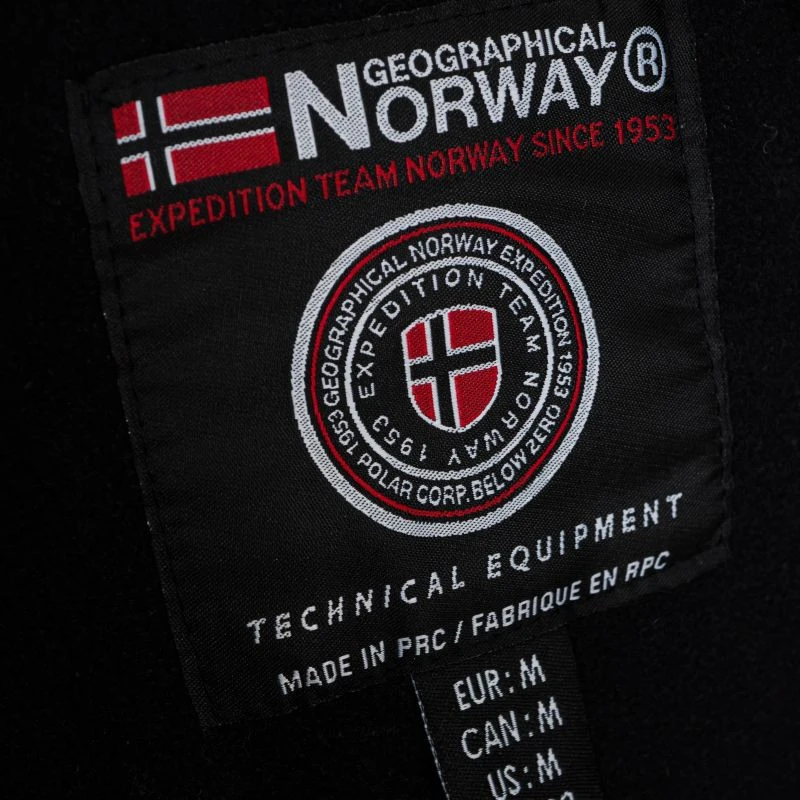 GEOGRAPHICAL
NORWAY ®
EXPEDITION TEAM NORWAY SINCE 1953
GEOGRAPHICAL NORWAY EXPEDITION 1953
1953 POLAR CORP. BELOW ZERO
EXPEDITION TEAM NORWAY 1953
TECHNICAL EQUIPMENT
MADE IN PRC / FABRIQUE EN RPC
EUR: M
CAN: M
US: M